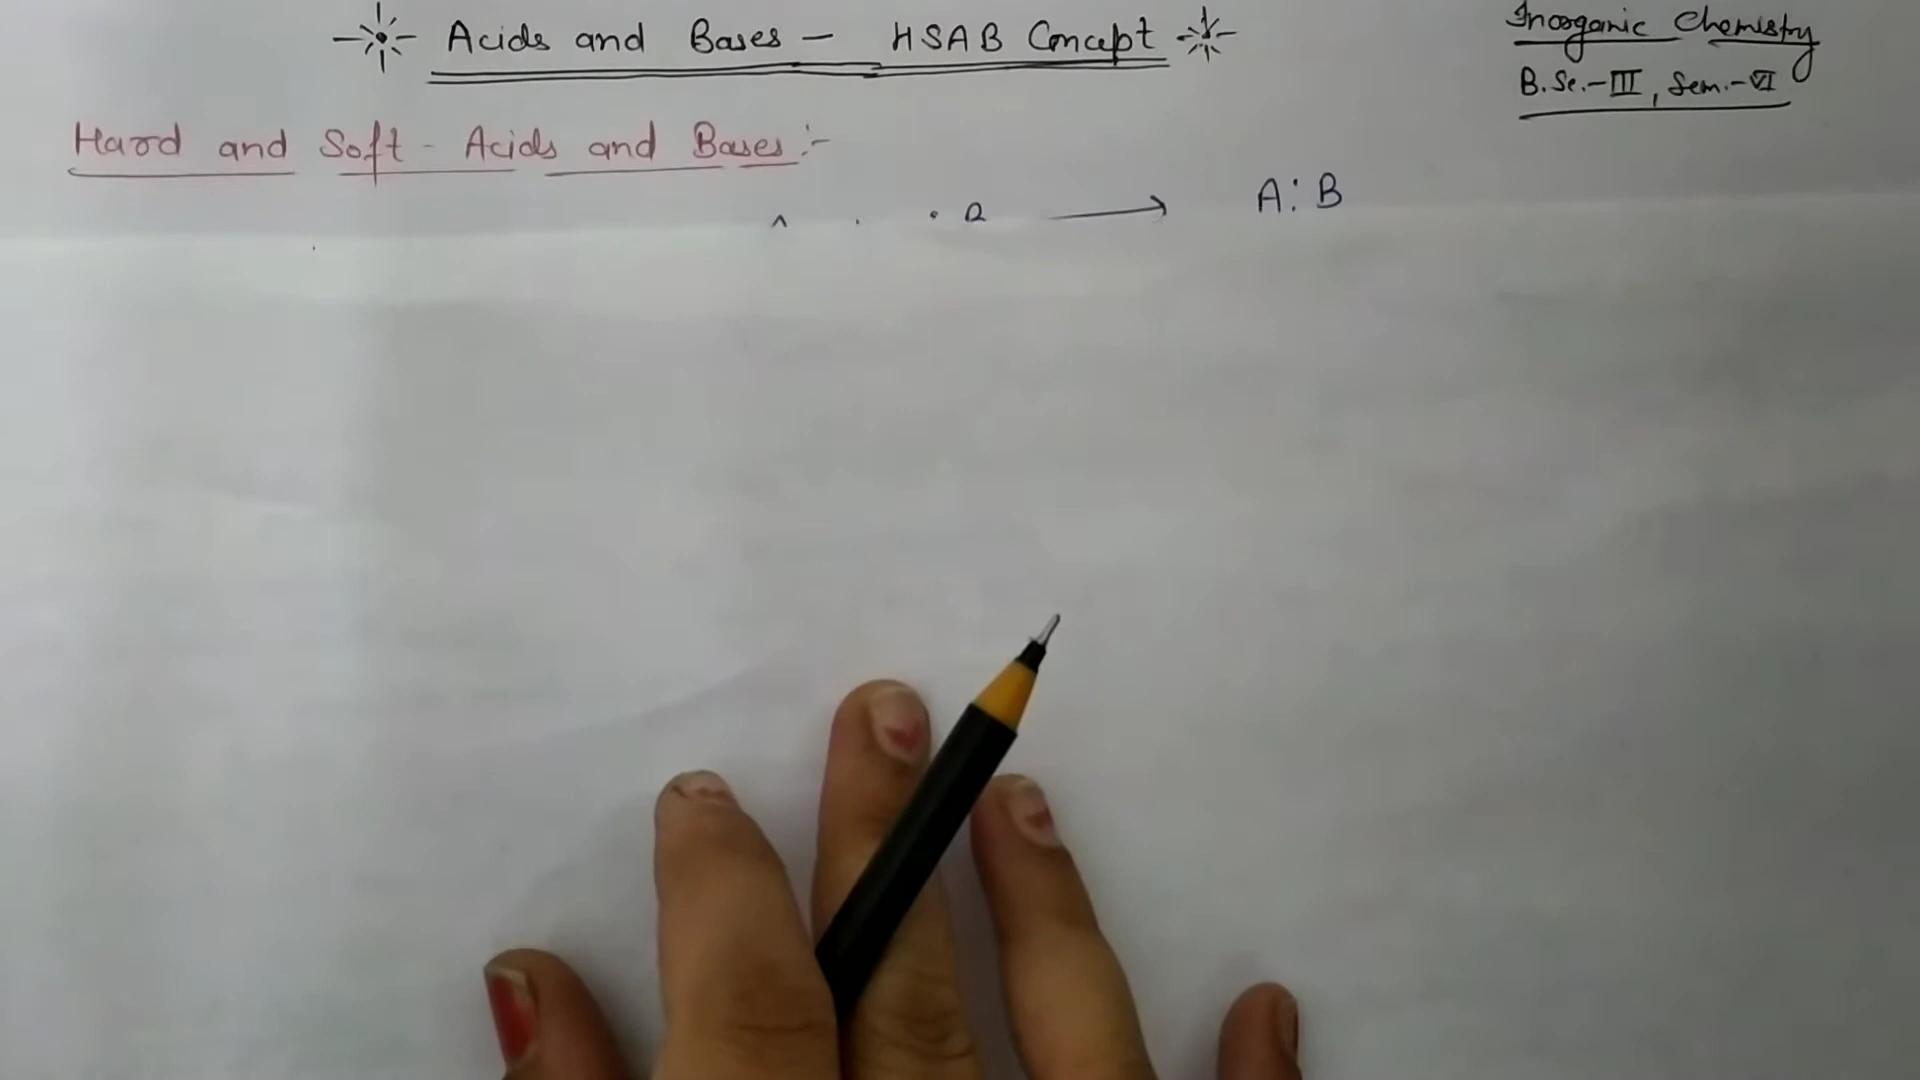 Acids and Bases - HSAB Concept
Inorganic Chemistry
B.Sc.-III, Sem.-VI
Hard and Soft - Acids and Bases :-
→ A : B